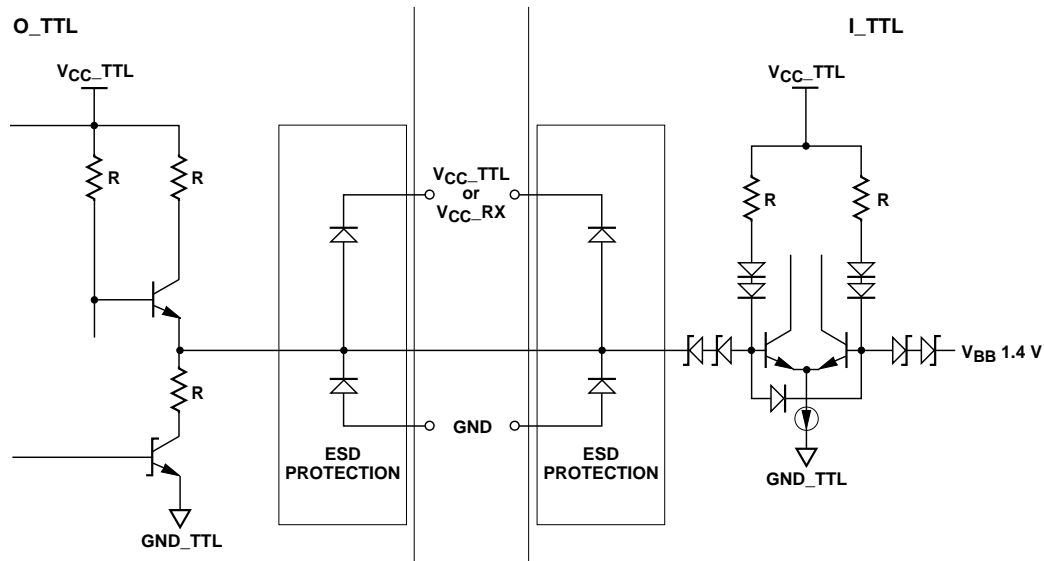 O_TTL
I_TTL
VCC_TTL
VCC_TTL
R
R
VCC_TTL
or
VCC_RX
R
R
VBB 1.4 V
R
GND
ESD
PROTECTION
ESD
PROTECTION
GND_TTL
GND_TTL